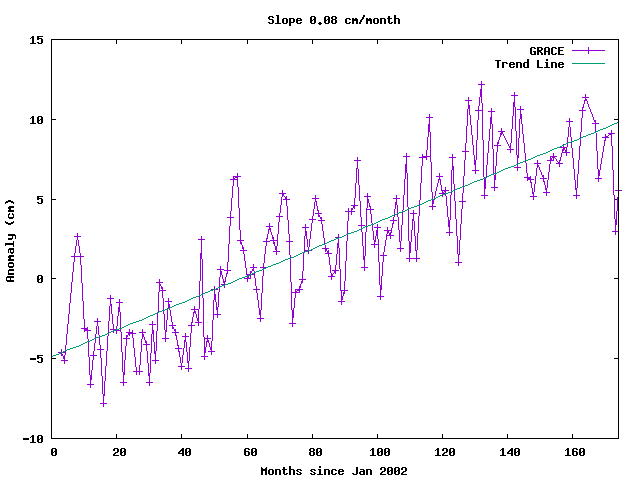 Slope 0.08 cm/month
GRACE
Trend Line
15
10
5
0
-5
-10
Anomaly (cm)
0 20 40 60 80 100 120 140 160
Months since Jan 2002